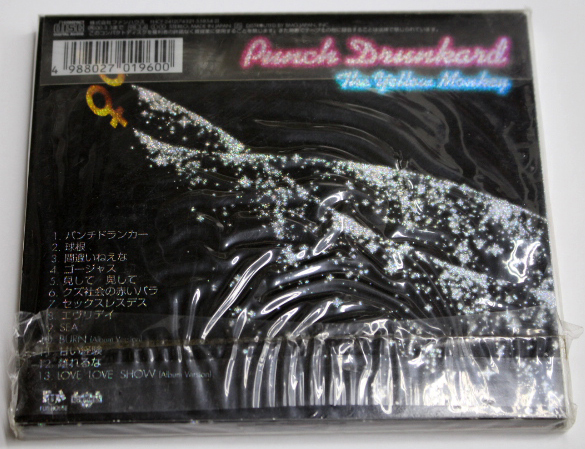 4 988027 019600
Punch Drunkard
The Yellow Monkey
1. パンチドランカー
2. 球根
3. 間違いねえな
4. ゴージャス
5. 見して 見して
6. クズ社会の赤いバラ
7. セックスレスデス
8. エヴリデイ
9. SEA
10. BURN (Album Version)
11. 甘い経験
12. 離れるな
13. LOVE LOVE SHOW (Album Version)